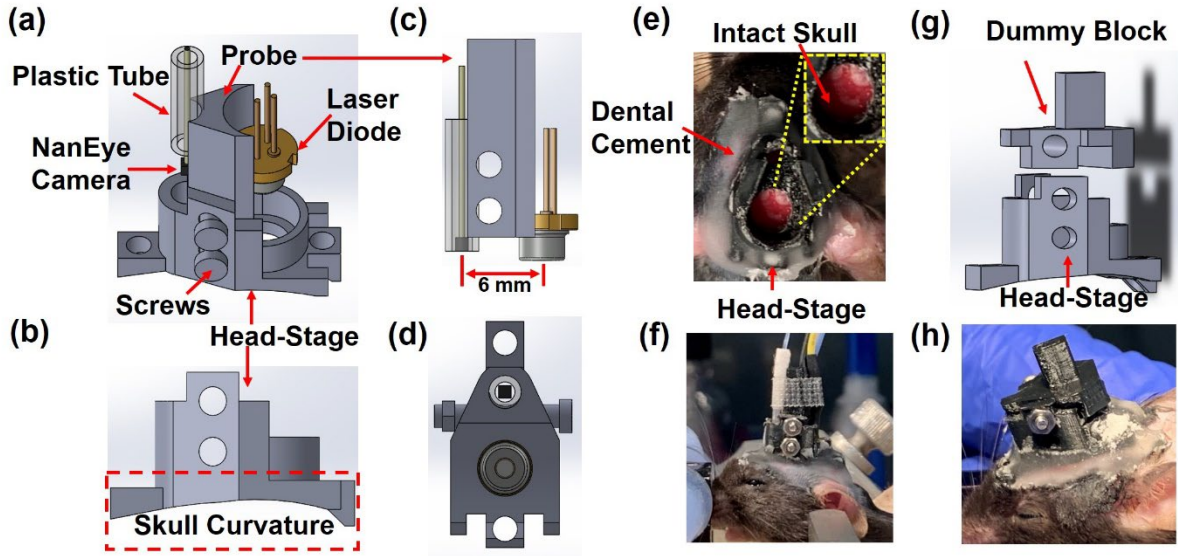 (a)
Probe
Plastic Tube
Laser
Diode
NanEye
Camera
Screws
Head-Stage
(b)
Skull Curvature
(c)
6 mm
(d)
(e)
Intact Skull
Dental
Cement
Head-Stage
(f)
(g)
Dummy Block
Head-Stage
(h)